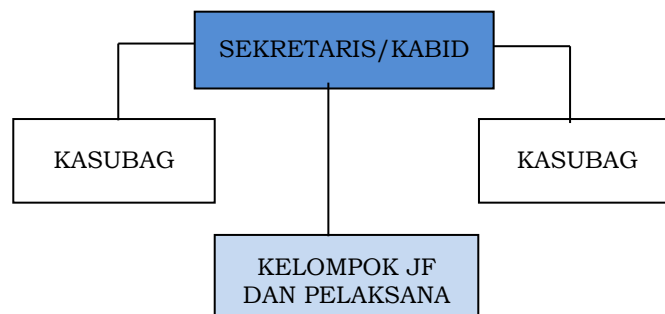 SEKRETARIS/KABID
KASUBAG
KASUBAG
KELOMPOK JF
DAN PELAKSANA